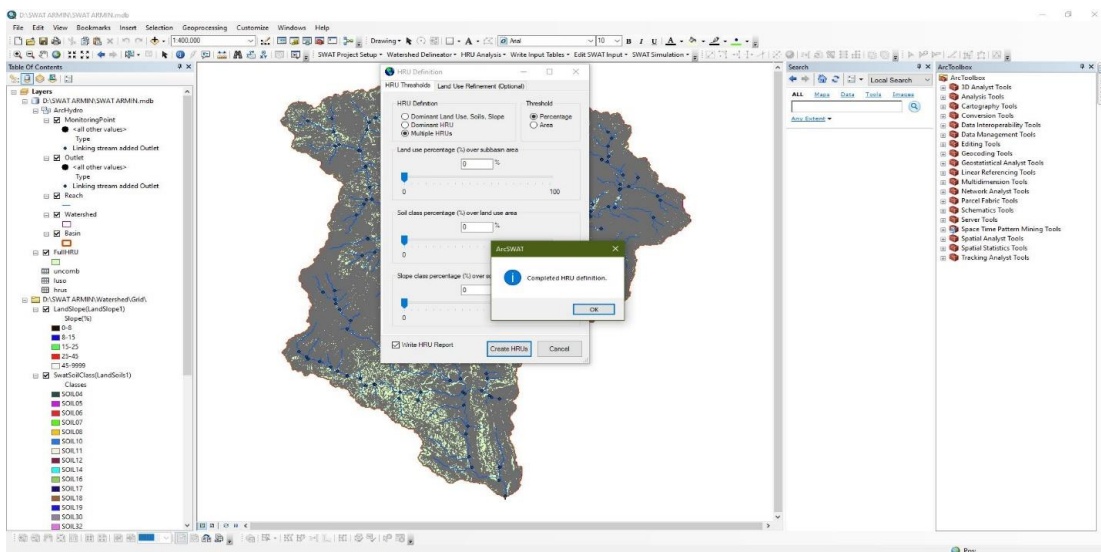 D:\SWAT ARMIN\SWAT ARMIN.mdb
File Edit View Bookmarks Insert Selection Geoprocessing Customize Windows Help
1:400.000
Drawing
Arial
10
B I U A
SWAT Project Setup Watershed Delineator HRU Analysis Write Input Tables Edit SWAT Input SWAT Simulation
Table Of Contents
Layers
D:\SWAT ARMIN\SWAT ARMIN.mdb
ArcHydro
MonitoringPoint
<all other values>
Type
Linking stream added Outlet
Outlet
<all other values>
Type
Linking stream added Outlet
Reach
Watershed
Basin
FullHRU
uncomb
luso
hrus
D:\SWAT ARMIN\Watershed\Grid\
LandSlope(LandSlope1)
Slope(%)
0-8
8-15
15-25
25-45
45-9999
SwatSoilClass(LandSoils1)
Classes
SOIL04
SOIL05
SOIL06
SOIL07
SOIL08
SOIL10
SOIL11
SOIL12
SOIL14
SOIL16
SOIL17
SOIL18
SOIL19
SOIL30
SOIL32
HRU Definition
HRU Thresholds Land Use Refinement (Optional)
HRU Definition
Dominant Land Use, Soils, Slope
Dominant HRU
Multiple HRUs
Threshold
Percentage
Area
Land use percentage (%) over subbasin area
0 %
0 100
Soil class percentage (%) over land use area
0 %
0
Slope class percentage (%) over so
0
0
Write HRU Report
Create HRUs
Cancel
ArcSWAT
Completed HRU definition.
OK
Search
Local Search
ALL Maps Data Tools Images
Any Extent
ArcToolbox
ArcToolbox
3D Analyst Tools
Analysis Tools
Cartography Tools
Conversion Tools
Data Interoperability Tools
Data Management Tools
Editing Tools
Geocoding Tools
Geostatistical Analyst Tools
Linear Referencing Tools
Multidimension Tools
Network Analyst Tools
Parcel Fabric Tools
Schematics Tools
Server Tools
Space Time Pattern Mining Tools
Spatial Analyst Tools
Spatial Statistics Tools
Tracking Analyst Tools